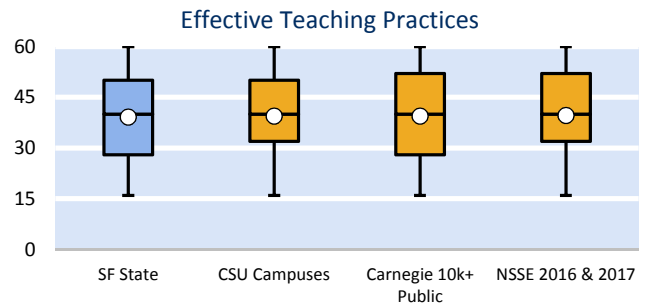 Effective Teaching Practices
60
45
30
15
0
SF State
CSU Campuses
Carnegie 10k+
Public
NSSE 2016 & 2017